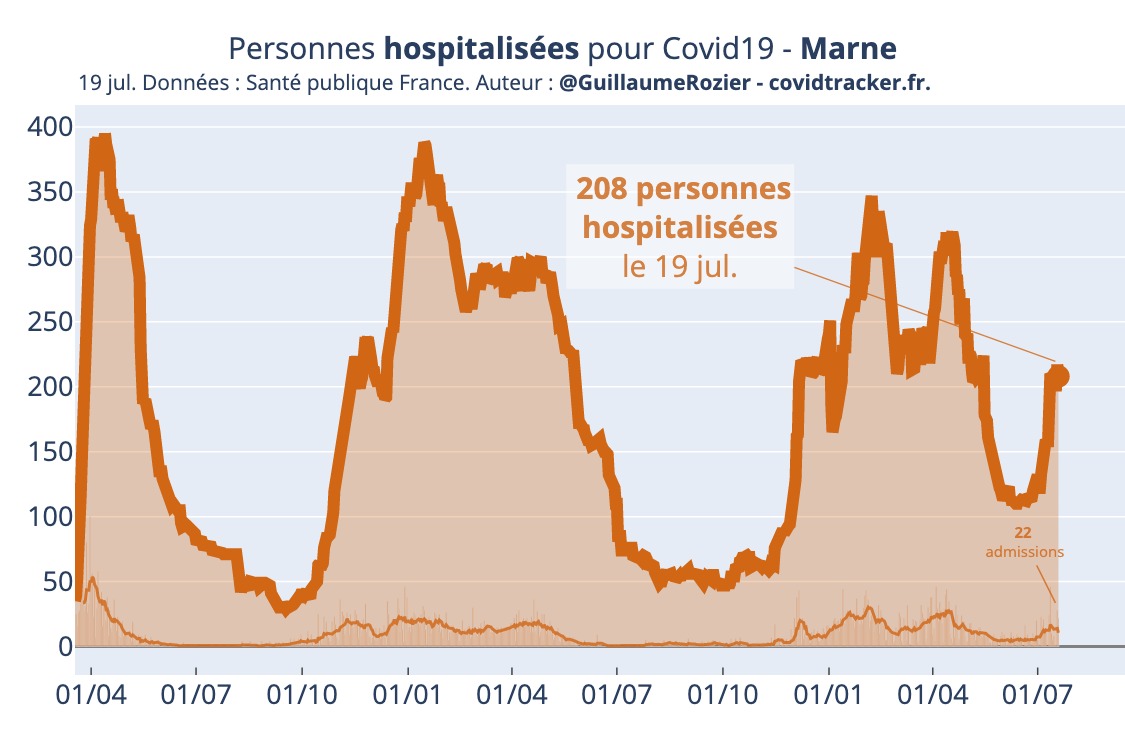 Personnes hospitalisées pour Covid19 - Marne
19 jul. Données : Santé publique France. Auteur : @GuillaumeRozier - covidtracker.fr.
400
350
300
250
200
150
100
50
0
208 personnes
hospitalisées
le 19 jul.
22
admissions
01/04 01/07 01/10 01/01 01/04 01/07 01/10 01/01 01/04 01/07